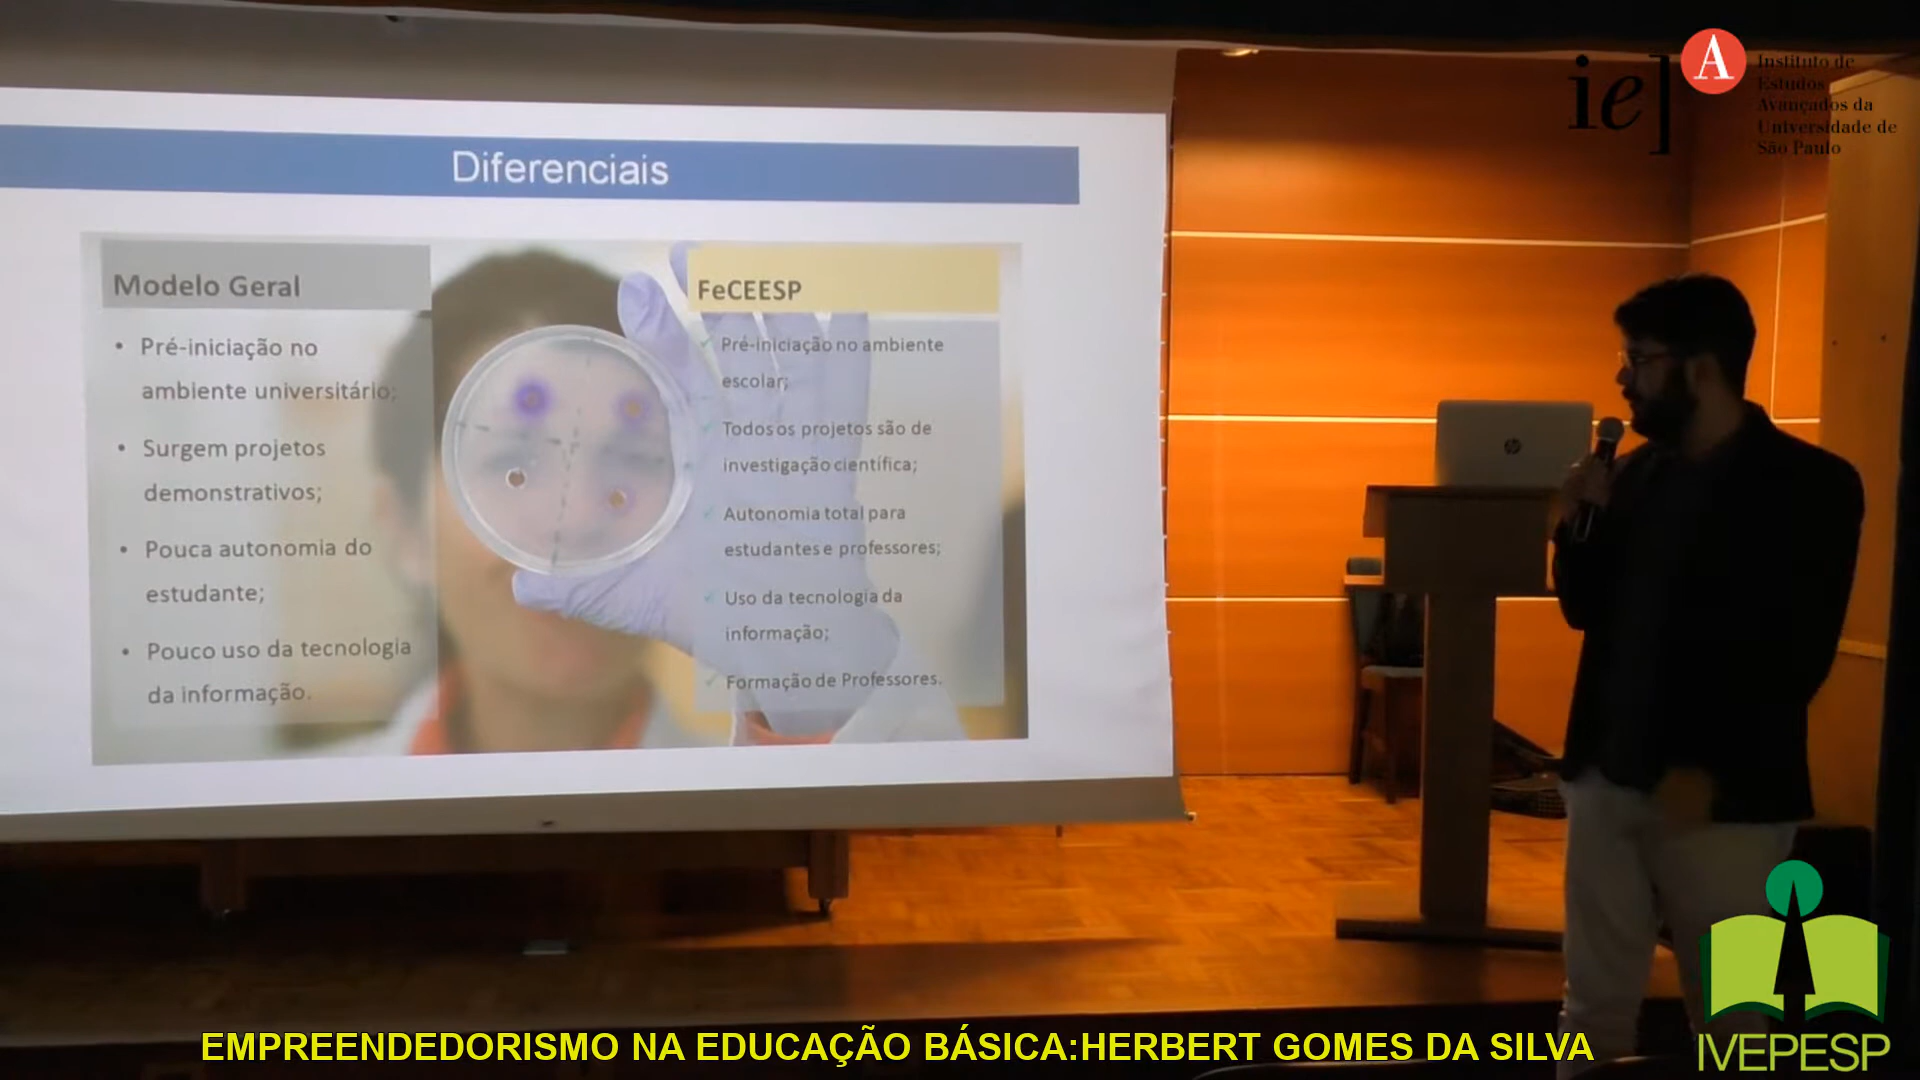 Diferenciais
Modelo Geral
• Pré-iniciação no
ambiente universitário;
• Surgem projetos
demonstrativos;
• Pouca autonomia do
estudante;
• Pouco uso da tecnologia
da informação.
FeCEESP
✓ Pré-iniciação no ambiente
escolar;
✓ Todos os projetos são de
investigação científica;
✓ Autonomia total para
estudantes e professores;
✓ Uso da tecnologia da
informação;
✓ Formação de Professores.
ie] A
Instituto de
Estudos
Avançados da
Universidade de
São Paulo
hp
EMPREENDEDORISMO NA EDUCAÇÃO BÁSICA:HERBERT GOMES DA SILVA
IVEPESP